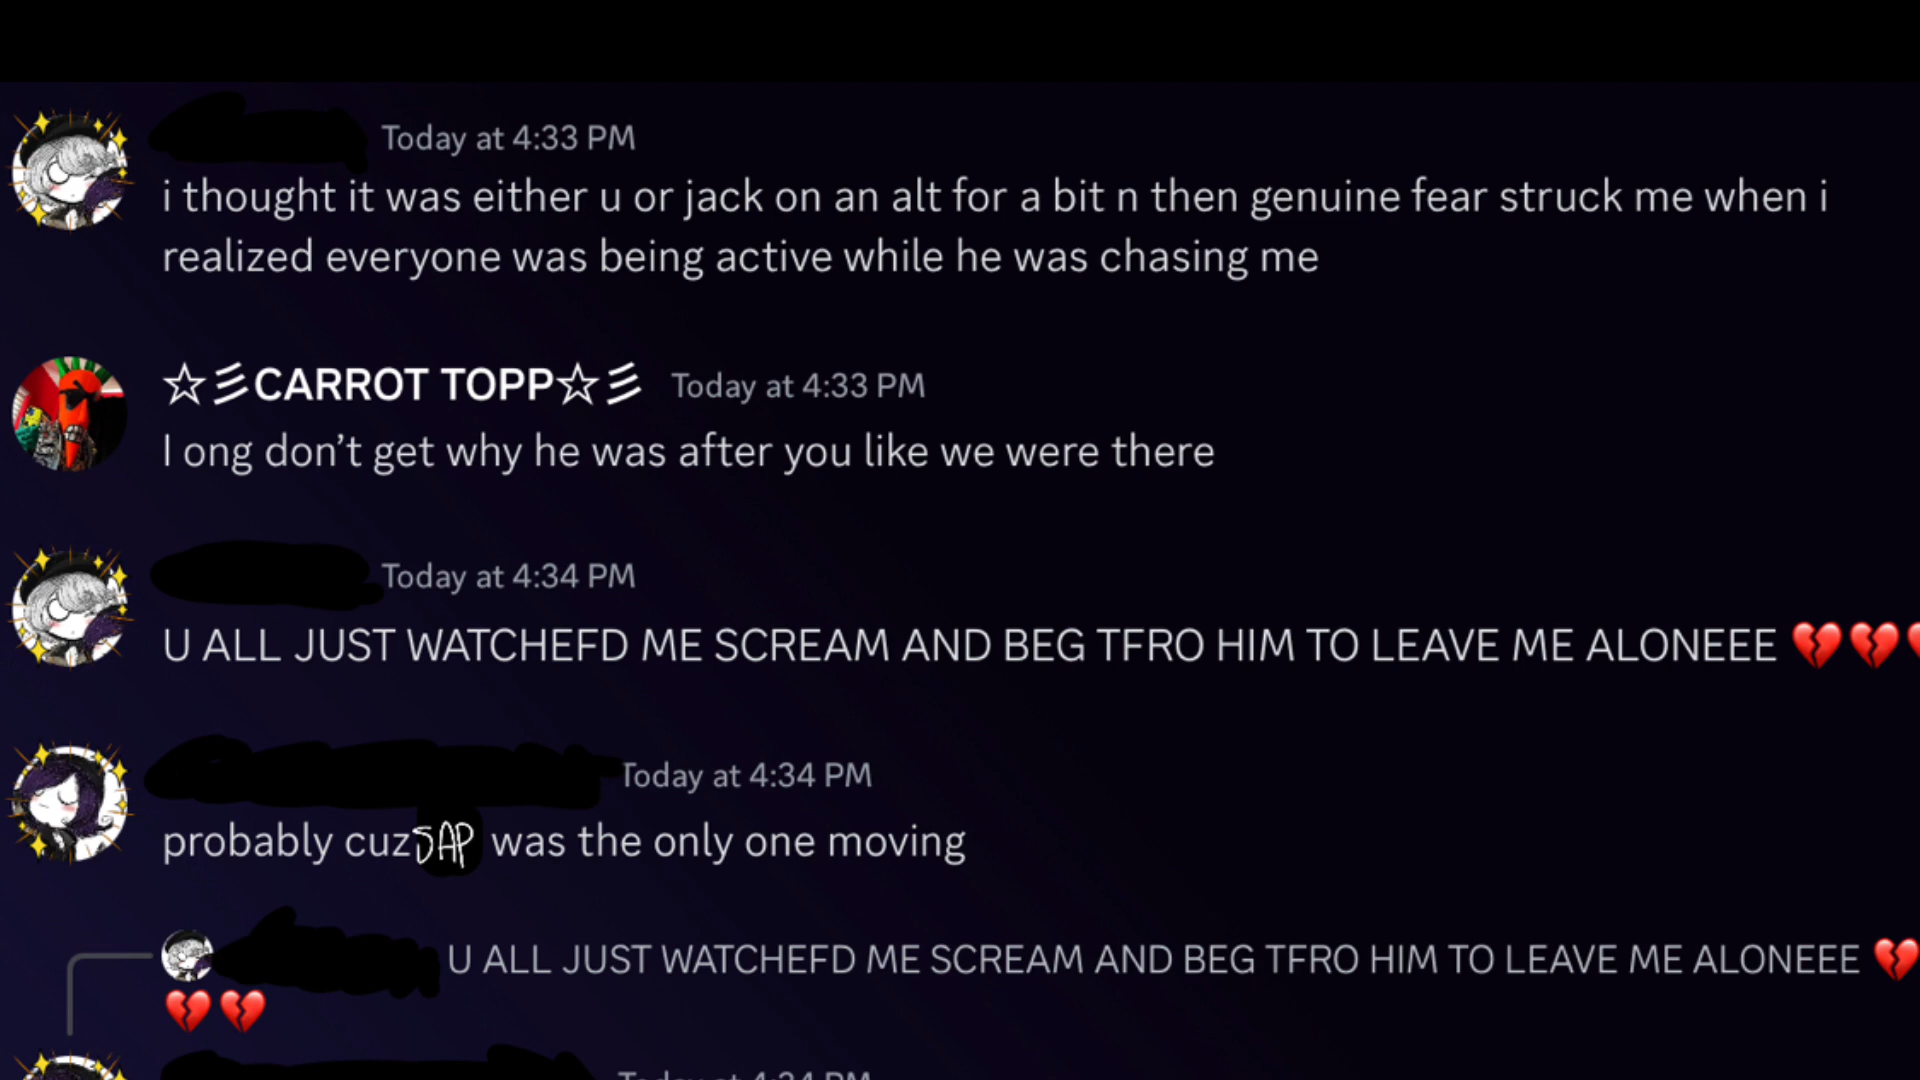 Today at 4:33 PM
i thought it was either u or jack on an alt for a bit n then genuine fear struck me when i
realized everyone was being active while he was chasing me
☆彡CARROT TOPP☆彡 Today at 4:33 PM
I ong don’t get why he was after you like we were there
Today at 4:34 PM
U ALL JUST WATCHEFD ME SCREAM AND BEG TFRO HIM TO LEAVE ME ALONEEE 💔💔💔
Today at 4:34 PM
probably cuz SAP was the only one moving
U ALL JUST WATCHEFD ME SCREAM AND BEG TFRO HIM TO LEAVE ME ALONEEE 💔
💔💔
Today at 4:34 PM